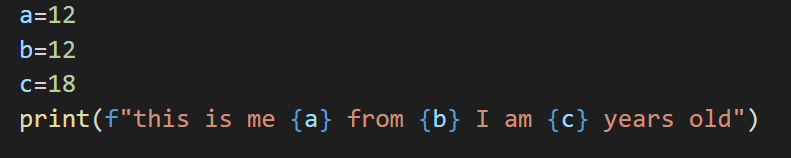 a=12
b=12
c=18
print(f"this is me {a} from {b} I am {c} years old")